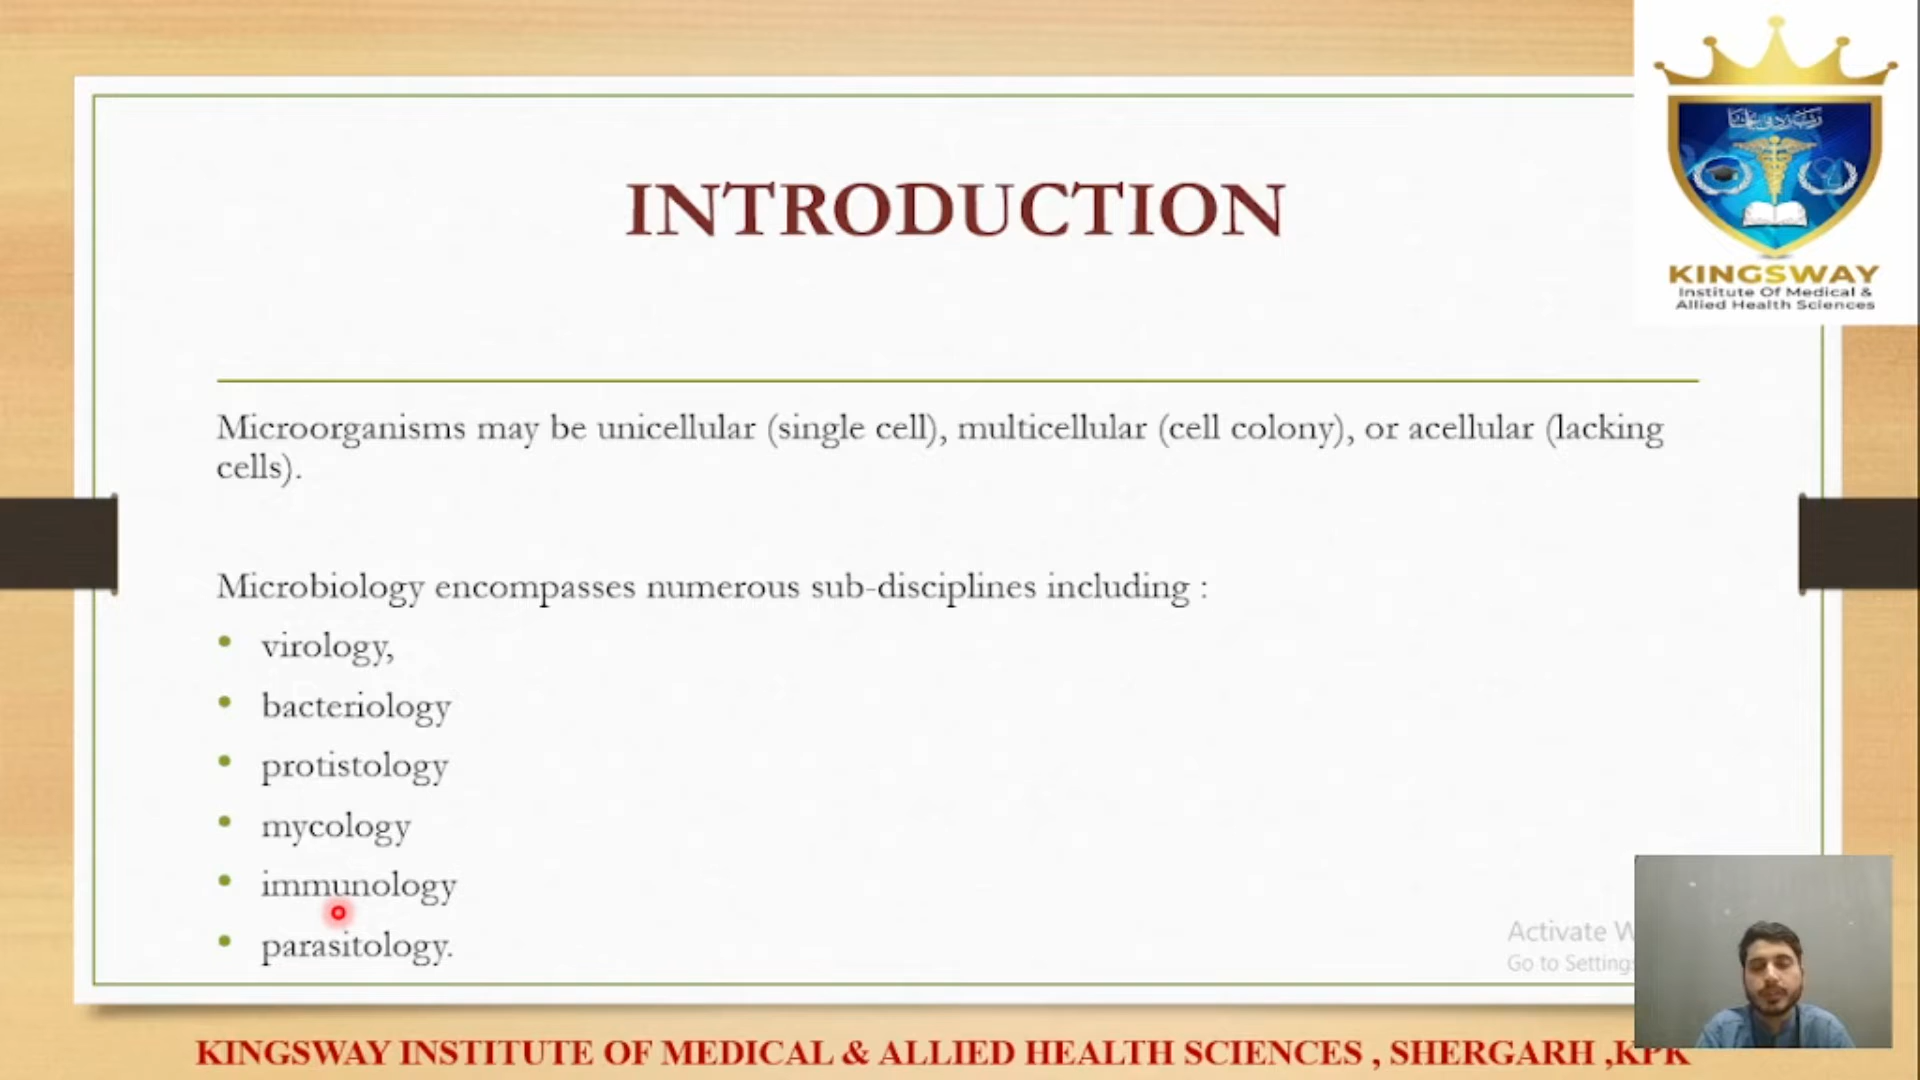 INTRODUCTION
Microorganisms may be unicellular (single cell), multicellular (cell colony), or acellular (lacking
cells).
Microbiology encompasses numerous sub-disciplines including :
• virology,
• bacteriology
• protistology
• mycology
• immunology
• parasitology.
KINGSWAY
Institute Of Medical &
Allied Health Sciences
Activate
Go to Settings
KINGSWAY INSTITUTE OF MEDICAL & ALLIED HEALTH SCIENCES , SHERGARH ,KPK